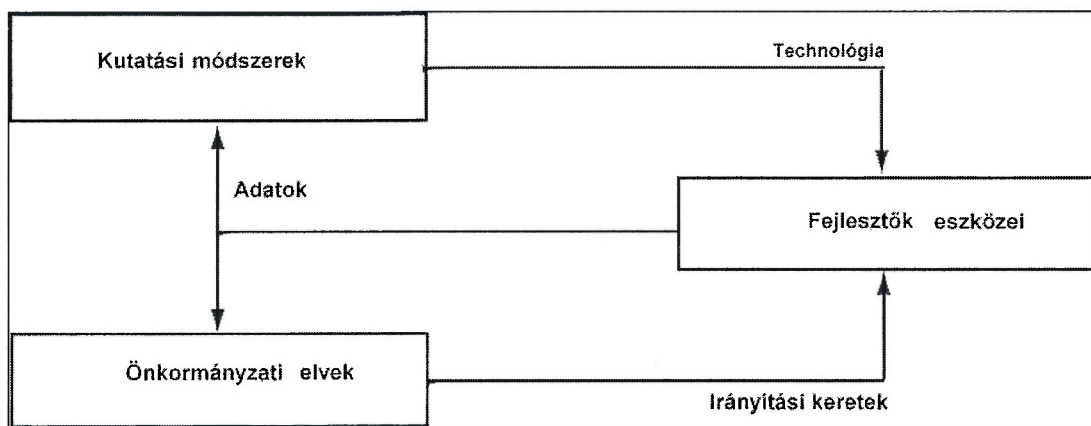 Kutatási módszerek
Technológia
Adatok
Fejlesztők eszközei
Önkormányzati elvek
Irányítási keretek